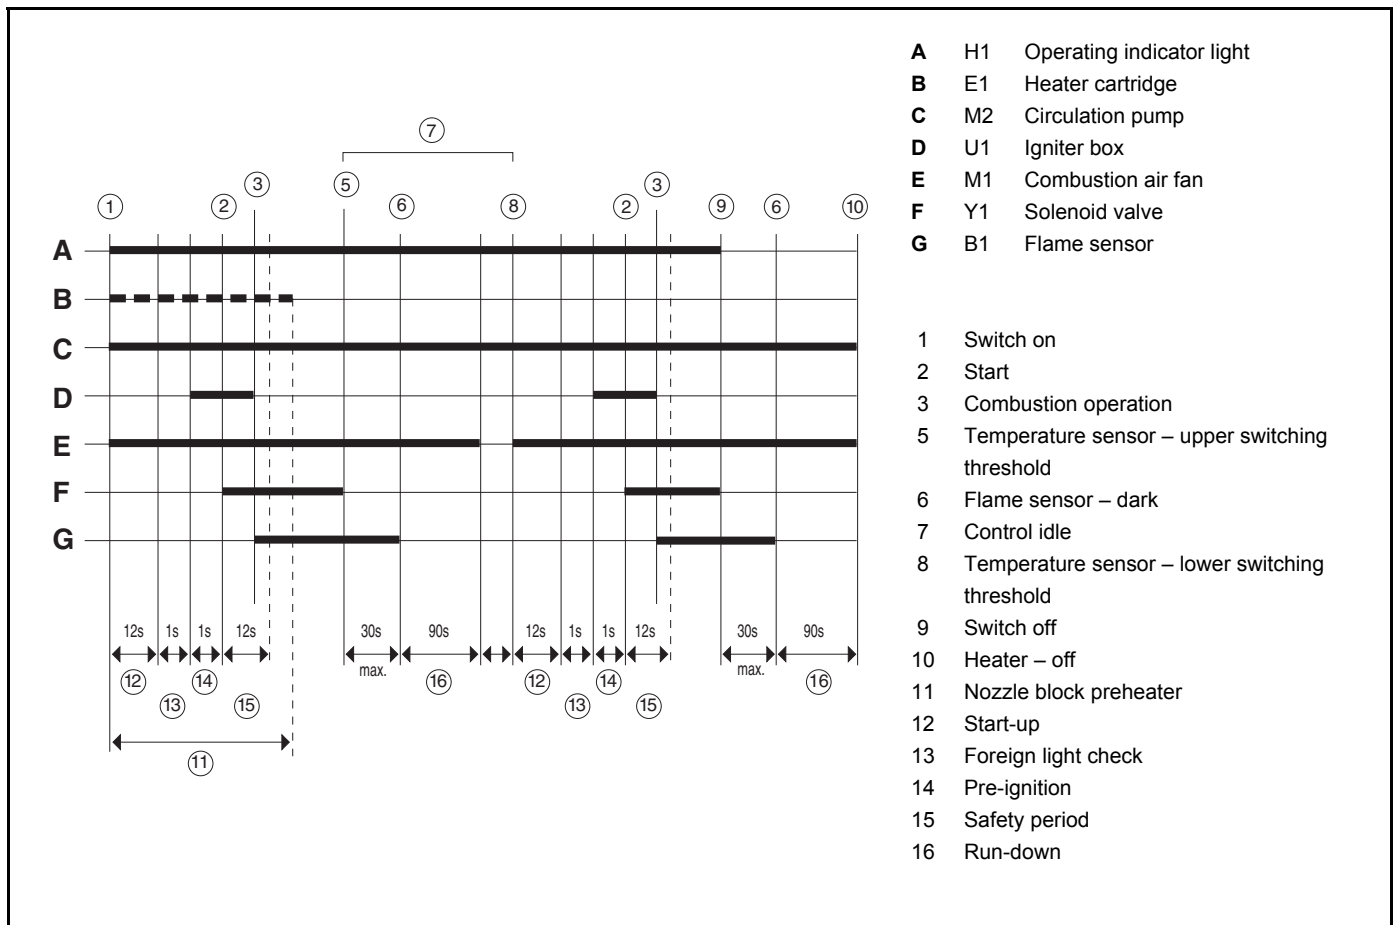 7
3 5 3
1 2 6 8 2 9 6 10
A
B
C
D
E
F
G
12s 1s 1s 12s 30s 90s 12s 1s 1s 12s 30s 90s
max. max.
12 14 16 12 14 16
13 15 13 15
11
A H1 Operating indicator light
B E1 Heater cartridge
C M2 Circulation pump
D U1 Igniter box
E M1 Combustion air fan
F Y1 Solenoid valve
G B1 Flame sensor
1 Switch on
2 Start
3 Combustion operation
5 Temperature sensor – upper switching
threshold
6 Flame sensor – dark
7 Control idle
8 Temperature sensor – lower switching
threshold
9 Switch off
10 Heater – off
11 Nozzle block preheater
12 Start-up
13 Foreign light check
14 Pre-ignition
15 Safety period
16 Run-down